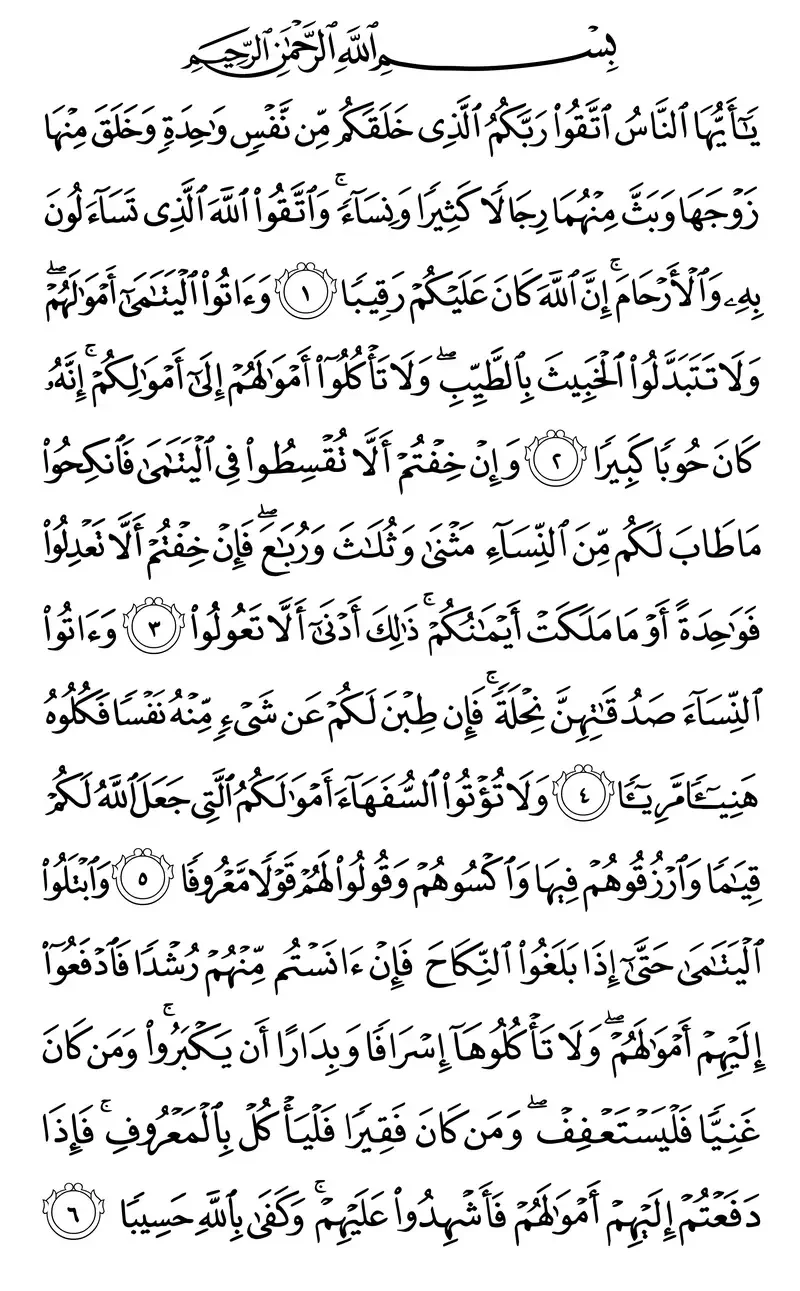 بِسْمِ ٱللَّهِ ٱلرَّحْمَٰنِ ٱلرَّحِيمِ
يَٰٓأَيُّهَا ٱلنَّاسُ ٱتَّقُوا۟ رَبَّكُمُ ٱلَّذِى خَلَقَكُم مِّن نَّفْسٍ وَٰحِدَةٍ وَخَلَقَ مِنْهَا
زَوْجَهَا وَبَثَّ مِنْهُمَا رِجَالًا كَثِيرًا وَنِسَآءً ۚ وَٱتَّقُوا۟ ٱللَّهَ ٱلَّذِى تَسَآءَلُونَ
بِهِۦ وَٱلْأَرْحَامَ ۚ إِنَّ ٱللَّهَ كَانَ عَلَيْكُمْ رَقِيبًا ١ وَءَاتُوا۟ ٱلْيَتَٰمَىٰٓ أَمْوَٰلَهُمْ ۖ
وَلَا تَتَبَدَّلُوا۟ ٱلْخَبِيثَ بِٱلطَّيِّبِ ۖ وَلَا تَأْكُلُوٓا۟ أَمْوَٰلَهُمْ إِلَىٰٓ أَمْوَٰلِكُمْ ۚ إِنَّهُۥ
كَانَ حُوبًا كَبِيرًا ٢ وَإِنْ خِفْتُمْ أَلَّا تُقْسِطُوا۟ فِى ٱلْيَتَٰمَىٰ فَٱنكِحُوا۟
مَا طَابَ لَكُم مِّنَ ٱلنِّسَآءِ مَثْنَىٰ وَثُلَٰثَ وَرُبَٰعَ ۖ فَإِنْ خِفْتُمْ أَلَّا تَعْدِلُوا۟
فَوَٰحِدَةً أَوْ مَا مَلَكَتْ أَيْمَٰنُكُمْ ۚ ذَٰلِكَ أَدْنَىٰٓ أَلَّا تَعُولُوا۟ ٣ وَءَاتُوا۟
ٱلنِّسَآءَ صَدُقَٰتِهِنَّ نِحْلَةً ۚ فَإِن طِبْنَ لَكُمْ عَن شَىْءٍ مِّنْهُ نَفْسًا فَكُلُوهُ
هَنِيٓـًٔا مَّرِيٓـًٔا ٤ وَلَا تُؤْتُوا۟ ٱلسُّفَهَآءَ أَمْوَٰلَكُمُ ٱلَّتِى جَعَلَ ٱللَّهُ لَكُمْ
قِيَٰمًا وَٱرْزُقُوهُمْ فِيهَا وَٱكْسُوهُمْ وَقُولُوا۟ لَهُمْ قَوْلًا مَّعْرُوفًا ٥ وَٱبْتَلُوا۟
ٱلْيَتَٰمَىٰ حَتَّىٰٓ إِذَا بَلَغُوا۟ ٱلنِّكَاحَ فَإِنْ ءَانَسْتُم مِّنْهُمْ رُشْدًا فَٱدْفَعُوٓا۟
إِلَيْهِمْ أَمْوَٰلَهُمْ ۖ وَلَا تَأْكُلُوهَآ إِسْرَافًا وَبِدَارًا أَن يَكْبَرُوا۟ ۚ وَمَن كَانَ
غَنِيًّا فَلْيَسْتَعْفِفْ ۖ وَمَن كَانَ فَقِيرًا فَلْيَأْكُلْ بِٱلْمَعْرُوفِ ۚ فَإِذَا
دَفَعْتُمْ إِلَيْهِمْ أَمْوَٰلَهُمْ فَأَشْهِدُوا۟ عَلَيْهِمْ ۚ وَكَفَىٰ بِٱللَّهِ حَسِيبًا ٦